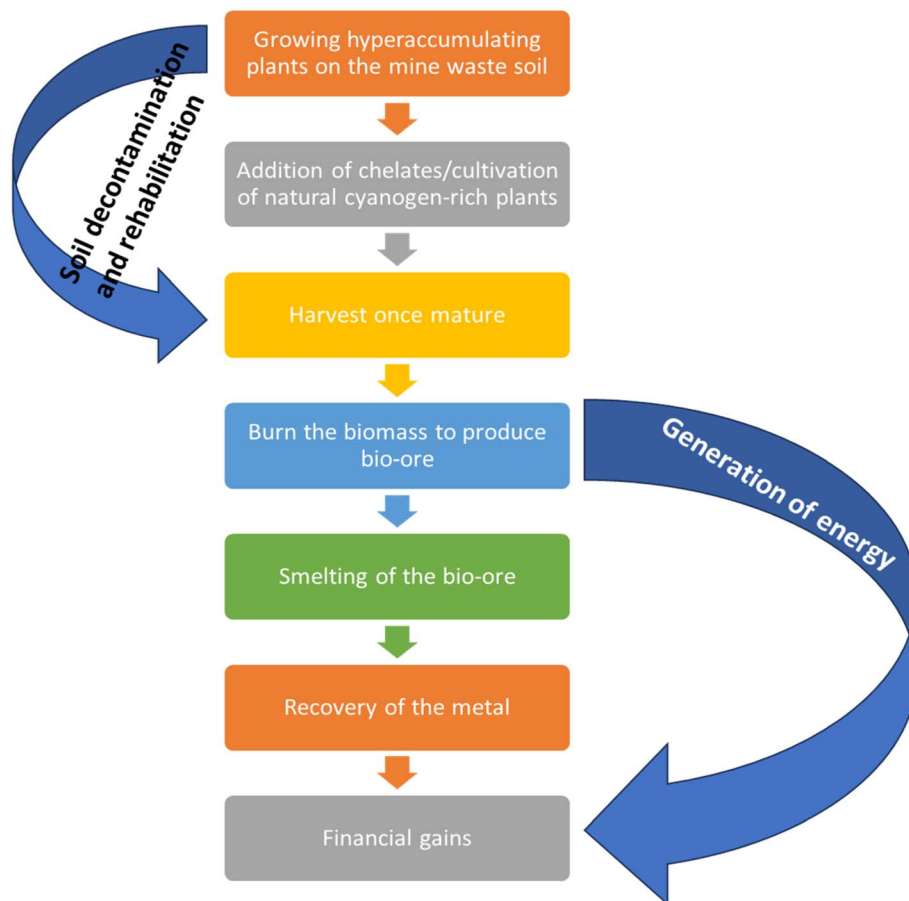 Growing hyperaccumulating
plants on the mine waste soil
Soil decontamination
and rehabilitation
Addition of chelates/cultivation
of natural cyanogen-rich plants
Harvest once mature
Burn the biomass to produce
bio-ore
Generation of energy
Smelting of the bio-ore
Recovery of the metal
Financial gains